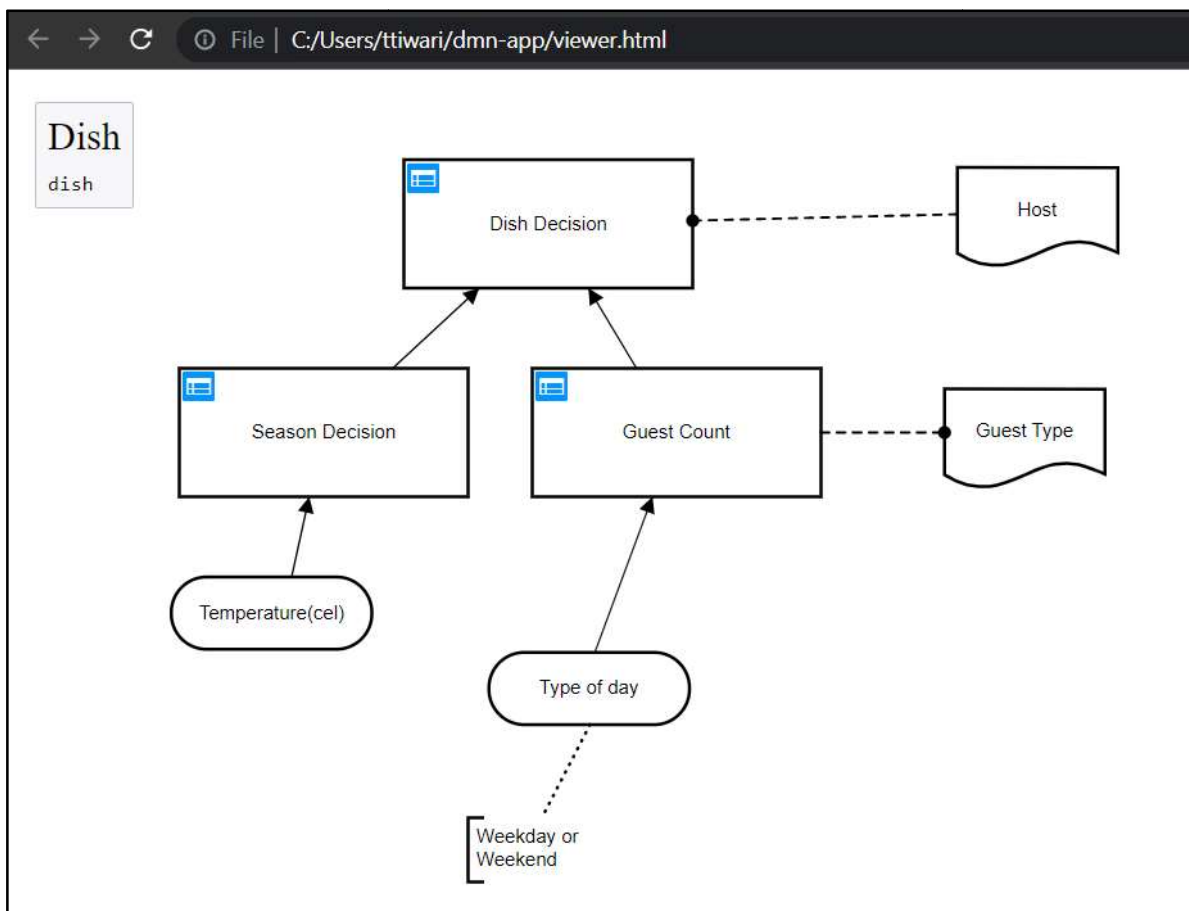 File | C:/Users/ttiwari/dmn-app/viewer.html
Dish
dish
Dish Decision
Host
Season Decision
Guest Count
Guest Type
Temperature(cel)
Type of day
Weekday or
Weekend